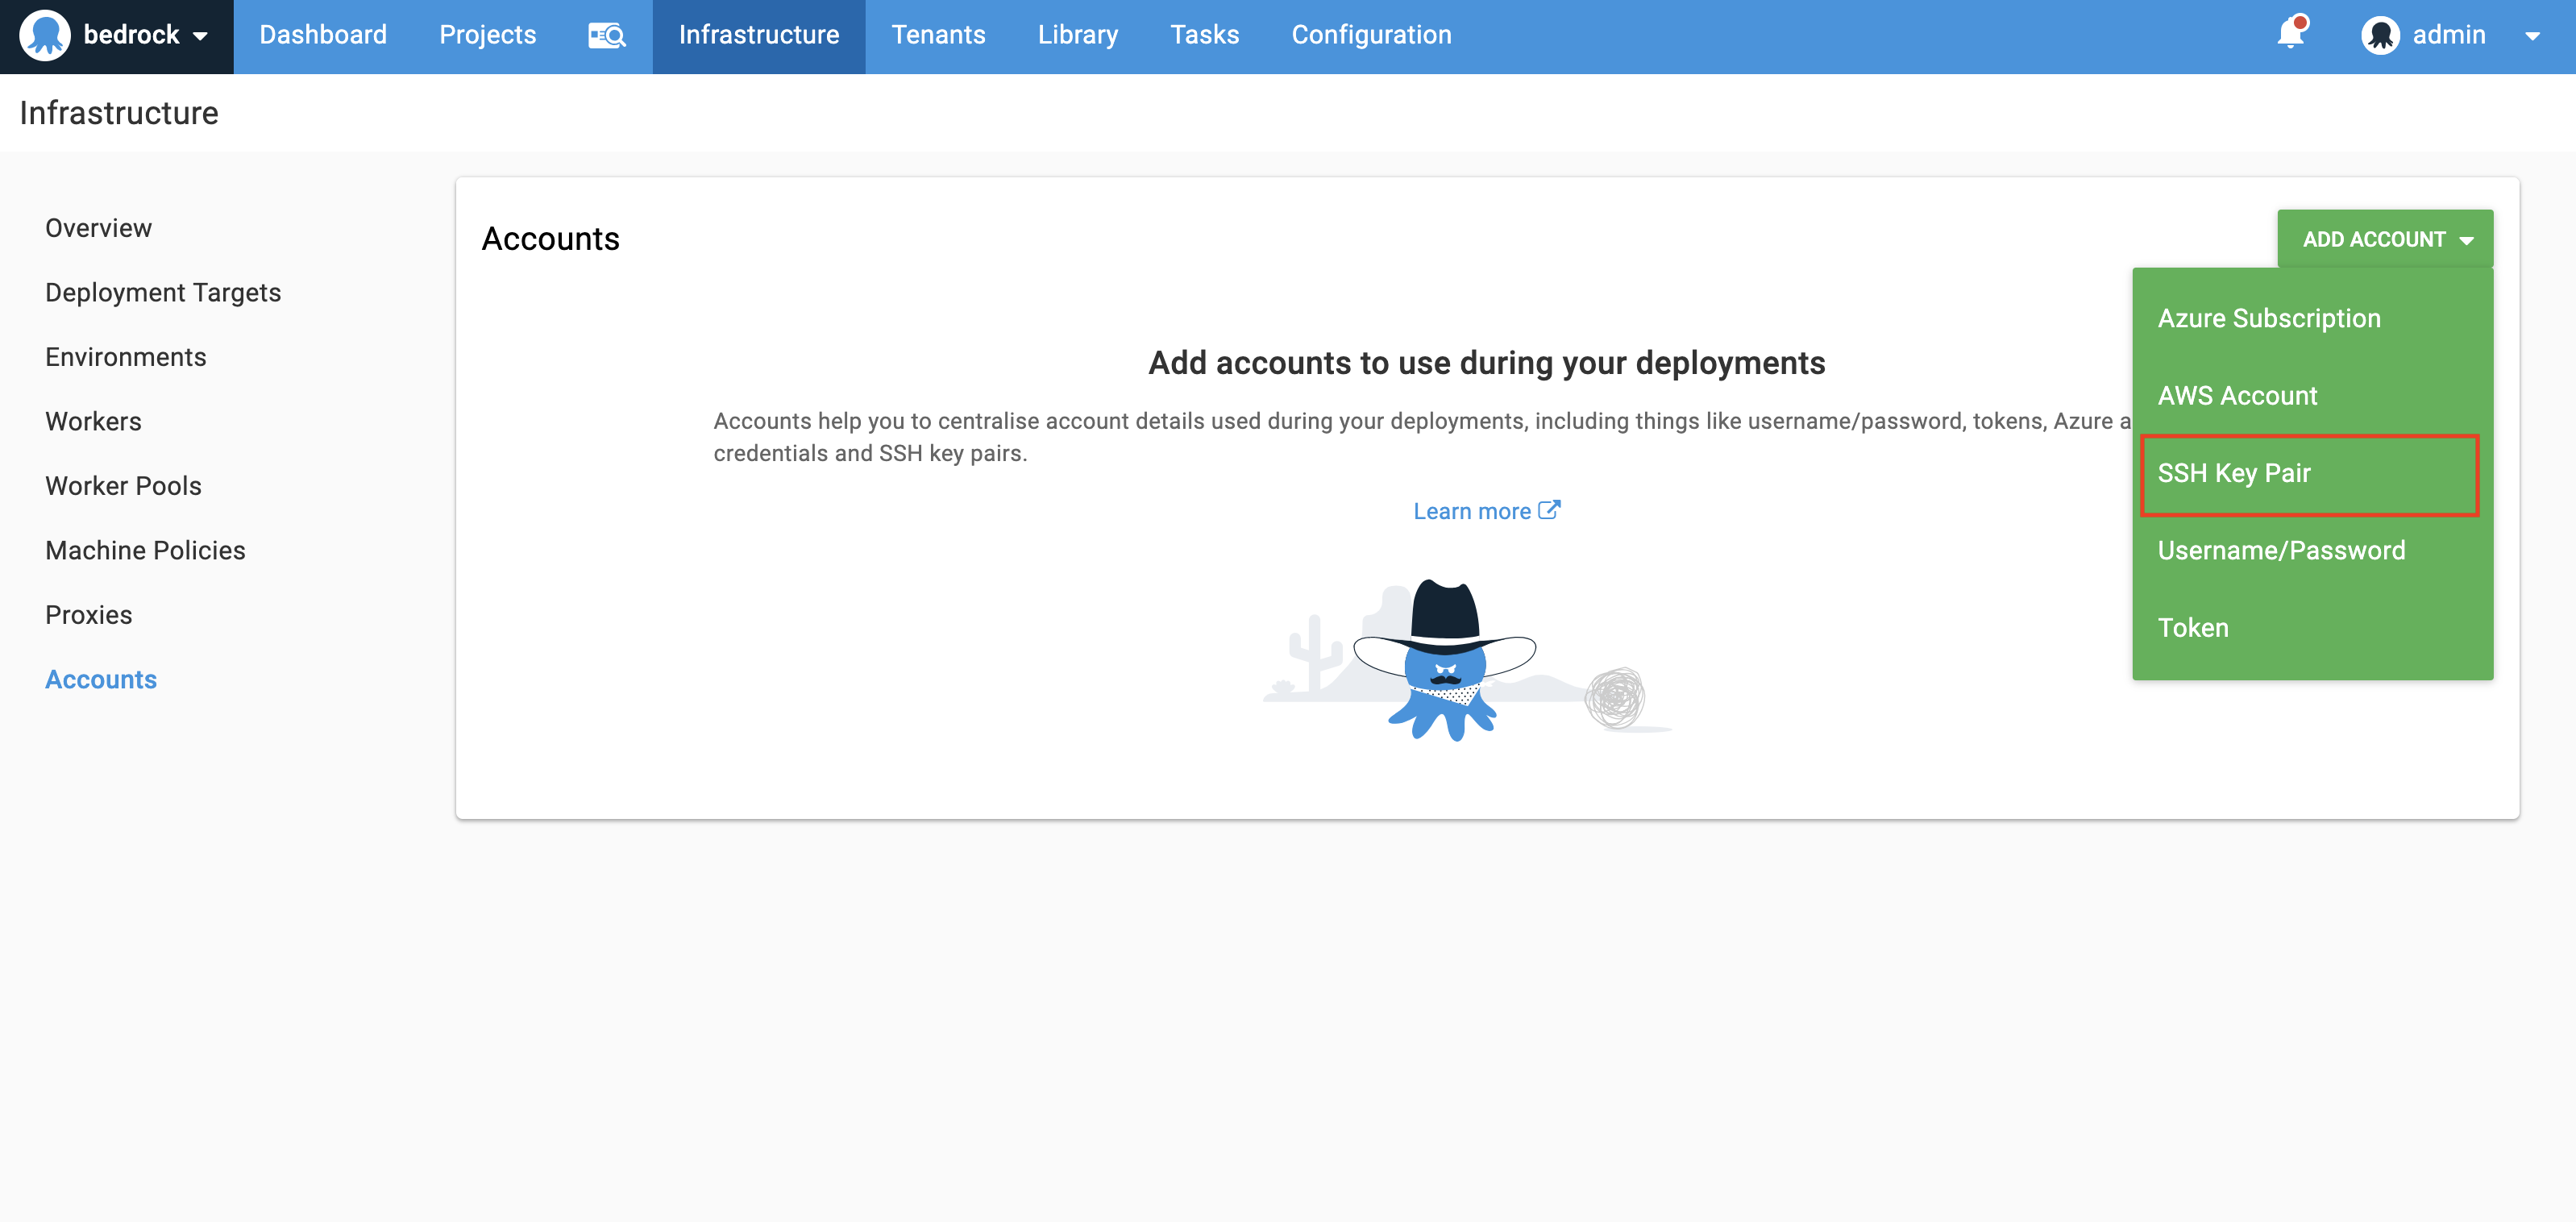 bedrock
Dashboard
Projects
Infrastructure
Tenants
Library
Tasks
Configuration
admin
Infrastructure
Overview
Deployment Targets
Environments
Workers
Worker Pools
Machine Policies
Proxies
Accounts
Accounts
ADD ACCOUNT
Azure Subscription
AWS Account
SSH Key Pair
Username/Password
Token
Add accounts to use during your deployments
Accounts help you to centralise account details used during your deployments, including things like username/password, tokens, Azure a
credentials and SSH key pairs.
Learn more